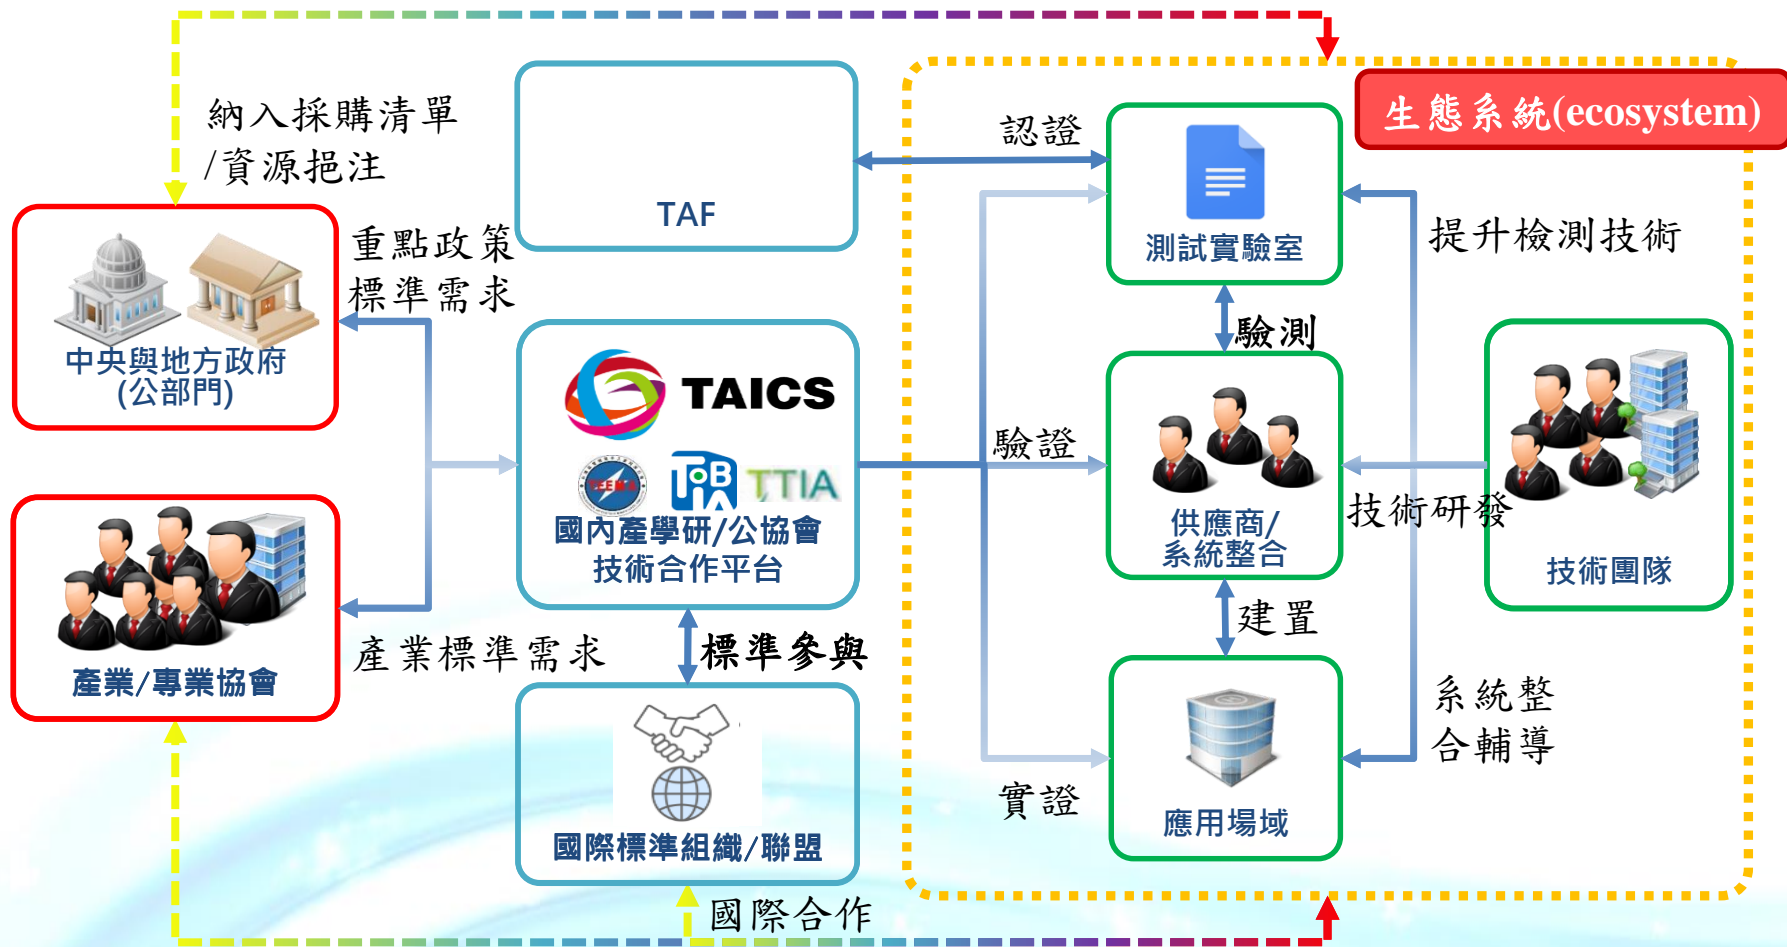 生態系統(ecosystem)
納入採購清單
/資源挹注
認證
TAF
測試實驗室
重點政策
標準需求
提升檢測技術
中央與地方政府
(公部門)
驗測
TAICS
TEEMA
驗證
TTIA
國內產學研/公協會
技術合作平台
供應商/
系統整合
技術研發
技術團隊
產業標準需求
標準參與
建置
產業/專業協會
系統整
合輔導
實證
應用場域
國際標準組織/聯盟
國際合作